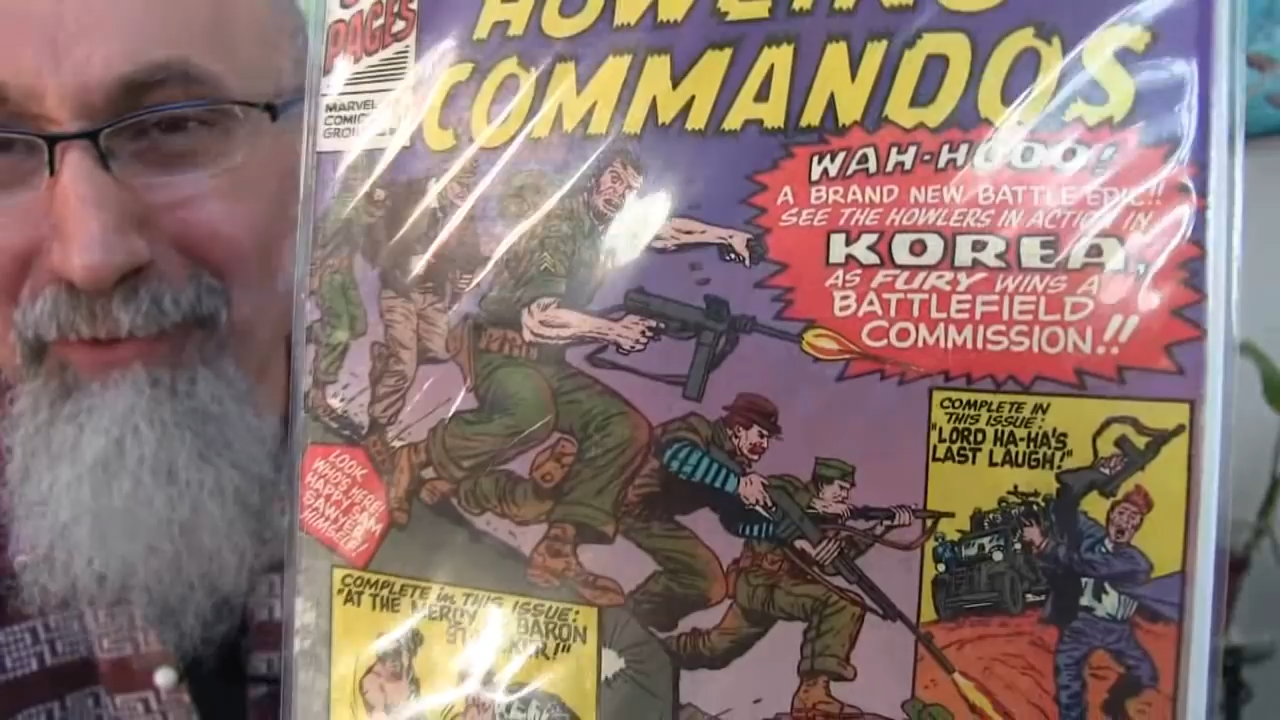 PAGES
MARVEL
COMICS
GROUP
HOWLING
COMMANDOS
WAH-HOOO!
A BRAND NEW BATTLE EPIC!!
SEE THE HOWLERS IN ACTION IN
KOREA,
AS FURY WINS A
BATTLEFIELD
COMMISSION!!
COMPLETE IN
THIS ISSUE:
"LORD HA-HA'S
LAST LAUGH!"
LOOK
WHO'S HERE!
HAPPY SAM
SAWYER
HIMSELF!
COMPLETE in THIS ISSUE:
"AT THE MERCY BARON